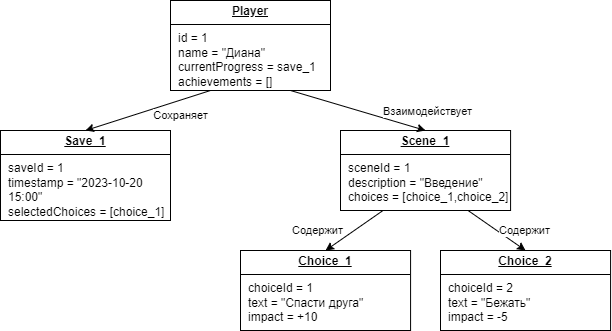 Player
id = 1
name = "Диана"
currentProgress = save_1
achievements = []
Сохраняет
Взаимодействует
Save_1
saveId = 1
timestamp = "2023-10-20
15:00"
selectedChoices = [choice_1]
Scene_1
sceneId = 1
description = "Введение"
choices = [choice_1,choice_2]
Содержит
Содержит
Choice_1
choiceId = 1
text = "Спасти друга"
impact = +10
Choice_2
choiceId = 2
text = "Бежать"
impact = -5